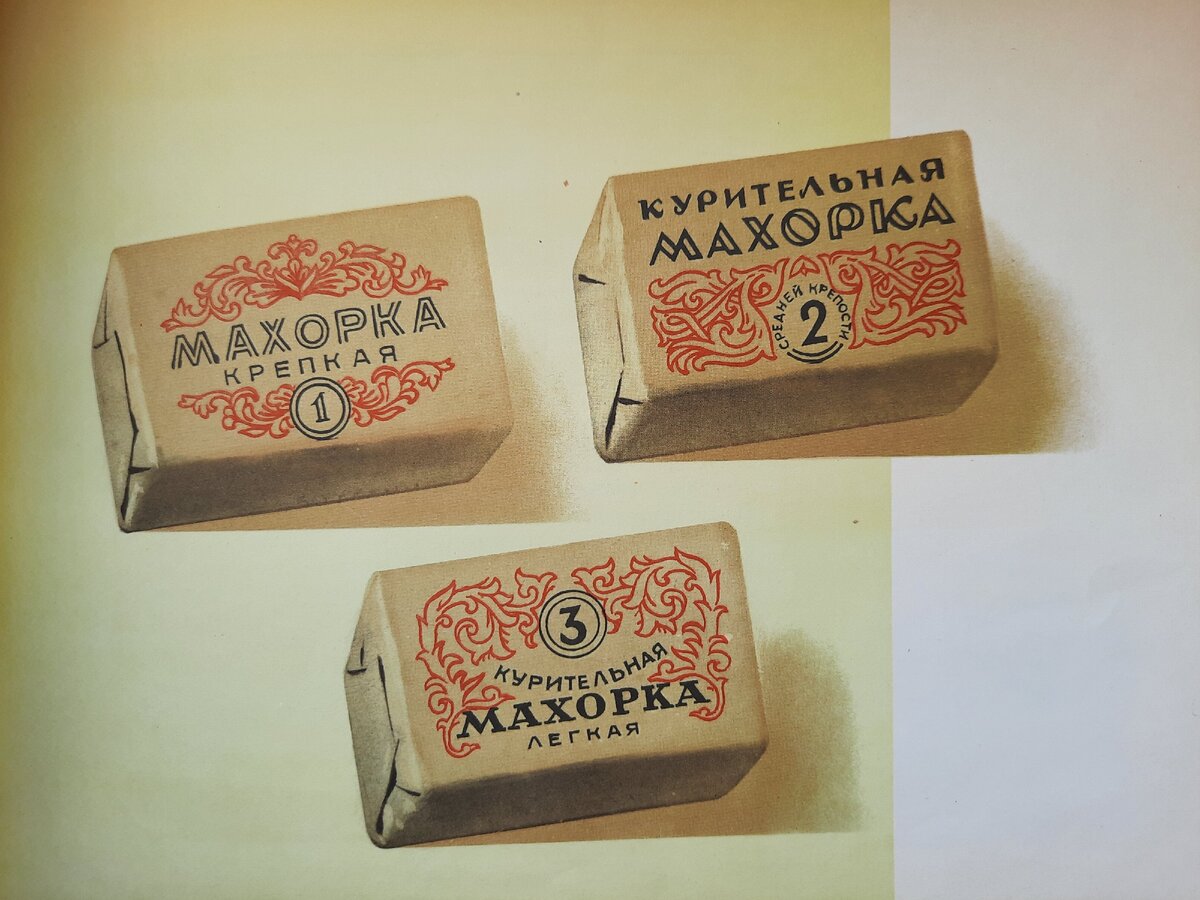 МАХОРКА
КРЕПКАЯ
1
КУРИТЕЛЬНАЯ
МАХОРКА
СРЕДНЕЙ КРЕПОСТИ
2
3
КУРИТЕЛЬНАЯ
МАХОРКА
ЛЕГКАЯ